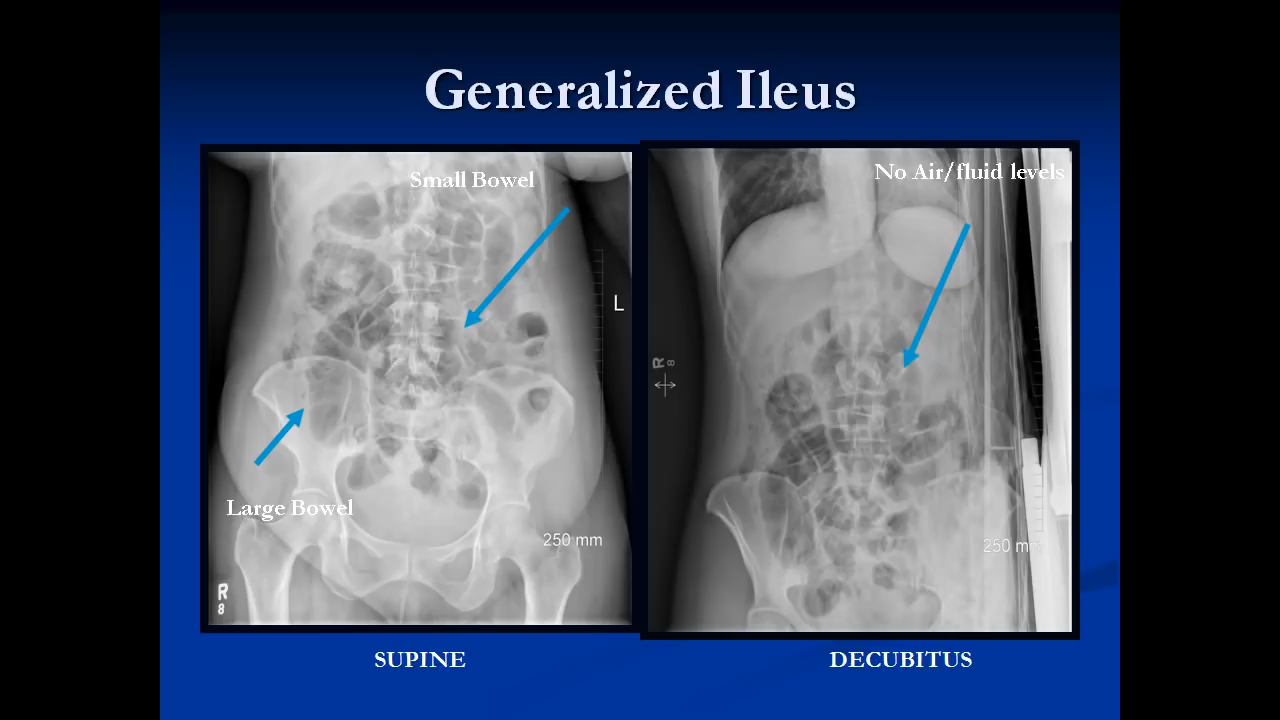 Generalized Ileus
Small Bowel
L
Large Bowel
250 mm
R
8
SUPINE
No Air/fluid levels
R
8
250 mm
DECUBITUS